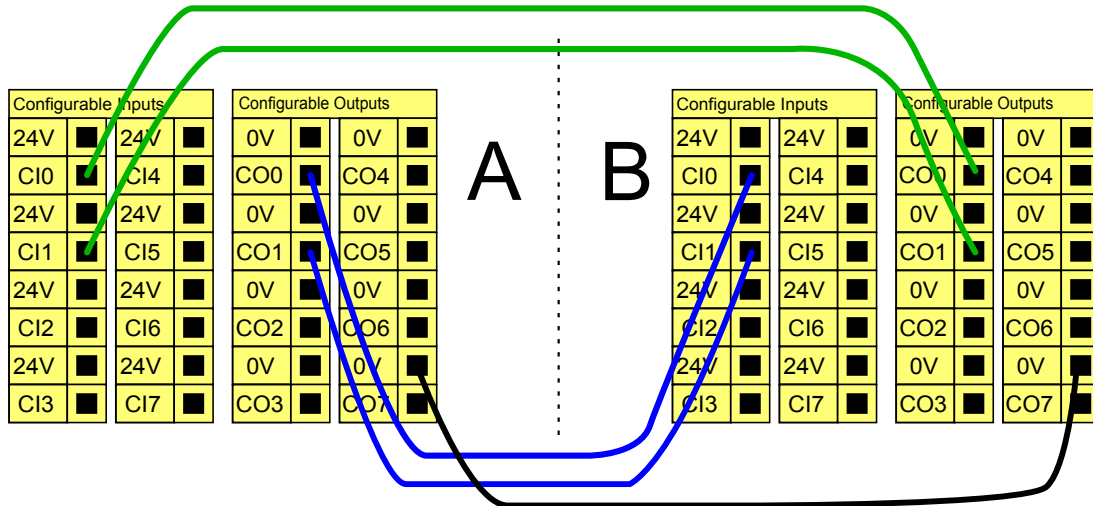 Configurable Inputs
24V 24V
CI0 CI4
24V 24V
CI1 CI5
24V 24V
CI2 CI6
24V 24V
CI3 CI7
Configurable Outputs
0V 0V
CO0 CO4
0V 0V
CO1 CO5
0V 0V
CO2 CO6
0V 0V
CO3 CO7
A
B
Configurable Inputs
24V 24V
CI0 CI4
24V 24V
CI1 CI5
24V 24V
CI2 CI6
24V 24V
CI3 CI7
Configurable Outputs
0V 0V
CO0 CO4
0V 0V
CO1 CO5
0V 0V
CO2 CO6
0V 0V
CO3 CO7